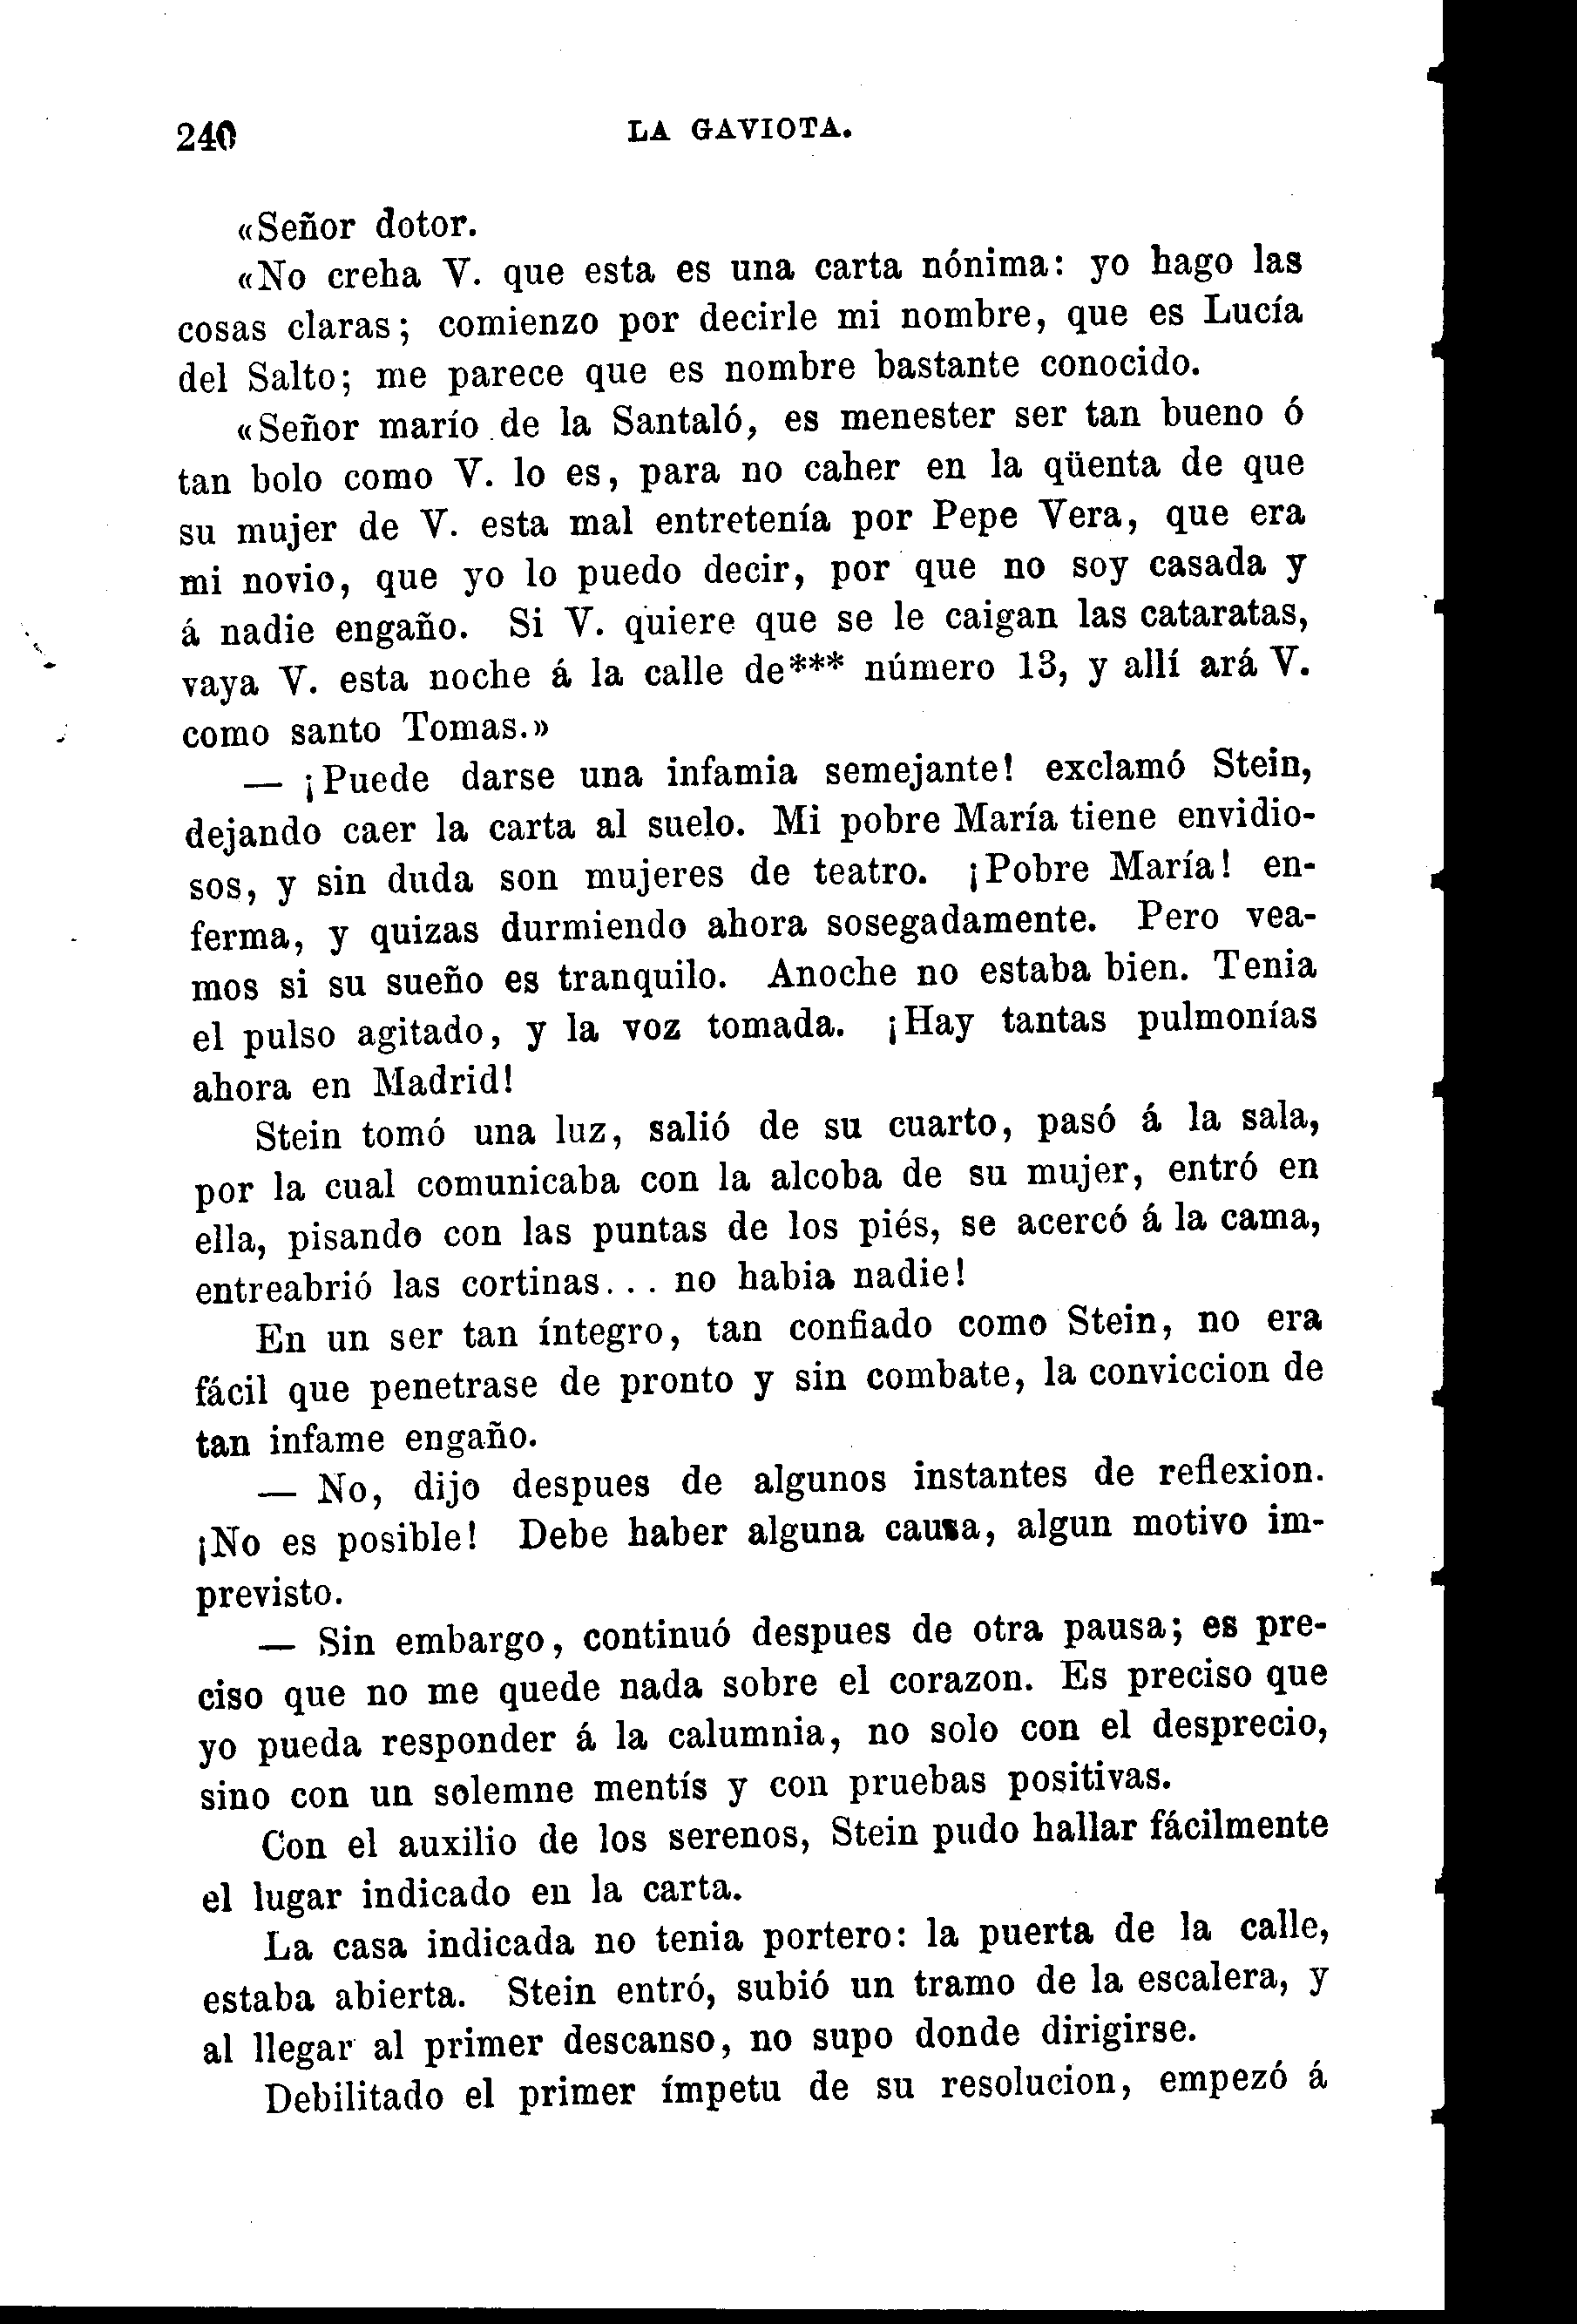 240
LA GAVIOTA.
«Señor dotor.
«No creha V. que esta es una carta nónima: yo hago las
cosas claras; comienzo por decirle mi nombre, que es Lucía
del Salto; me parece que es nombre bastante conocido.
«Señor marío de la Santaló, es menester ser tan bueno ó
tan bolo como V. lo es, para no caher en la qüenta de que
su mujer de V. esta mal entretenía por Pepe Vera, que era
mi novio, que yo lo puedo decir, por que no soy casada y
á nadie engaño. Si V. quiere que se le caigan las cataratas,
vaya V. esta noche á la calle de*** número 13, y allí ará V.
como santo Tomas.»
— ¡Puede darse una infamia semejante! exclamó Stein,
dejando caer la carta al suelo. Mi pobre María tiene envidio-
sos, y sin duda son mujeres de teatro. ¡Pobre María! en-
ferma, y quizas durmiendo ahora sosegadamente. Pero vea-
mos si su sueño es tranquilo. Anoche no estaba bien. Tenia
el pulso agitado, y la voz tomada. ¡Hay tantas pulmonías
ahora en Madrid!
Stein tomó una luz, salió de su cuarto, pasó á la sala,
por la cual comunicaba con la alcoba de su mujer, entró en
ella, pisando con las puntas de los piés, se acercó á la cama,
entreabrió las cortinas... no habia nadie!
En un ser tan íntegro, tan confiado como Stein, no era
fácil que penetrase de pronto y sin combate, la conviccion de
tan infame engaño.
— No, dijo despues de algunos instantes de reflexion.
¡No es posible! Debe haber alguna causa, algun motivo im-
previsto.
— Sin embargo, continuó despues de otra pausa; es pre-
ciso que no me quede nada sobre el corazon. Es preciso que
yo pueda responder á la calumnia, no solo con el desprecio,
sino con un solemne mentís y con pruebas positivas.
Con el auxilio de los serenos, Stein pudo hallar fácilmente
el lugar indicado en la carta.
La casa indicada no tenia portero: la puerta de la calle,
estaba abierta. Stein entró, subió un tramo de la escalera, y
al llegar al primer descanso, no supo donde dirigirse.
Debilitado el primer ímpetu de su resolucion, empezó á